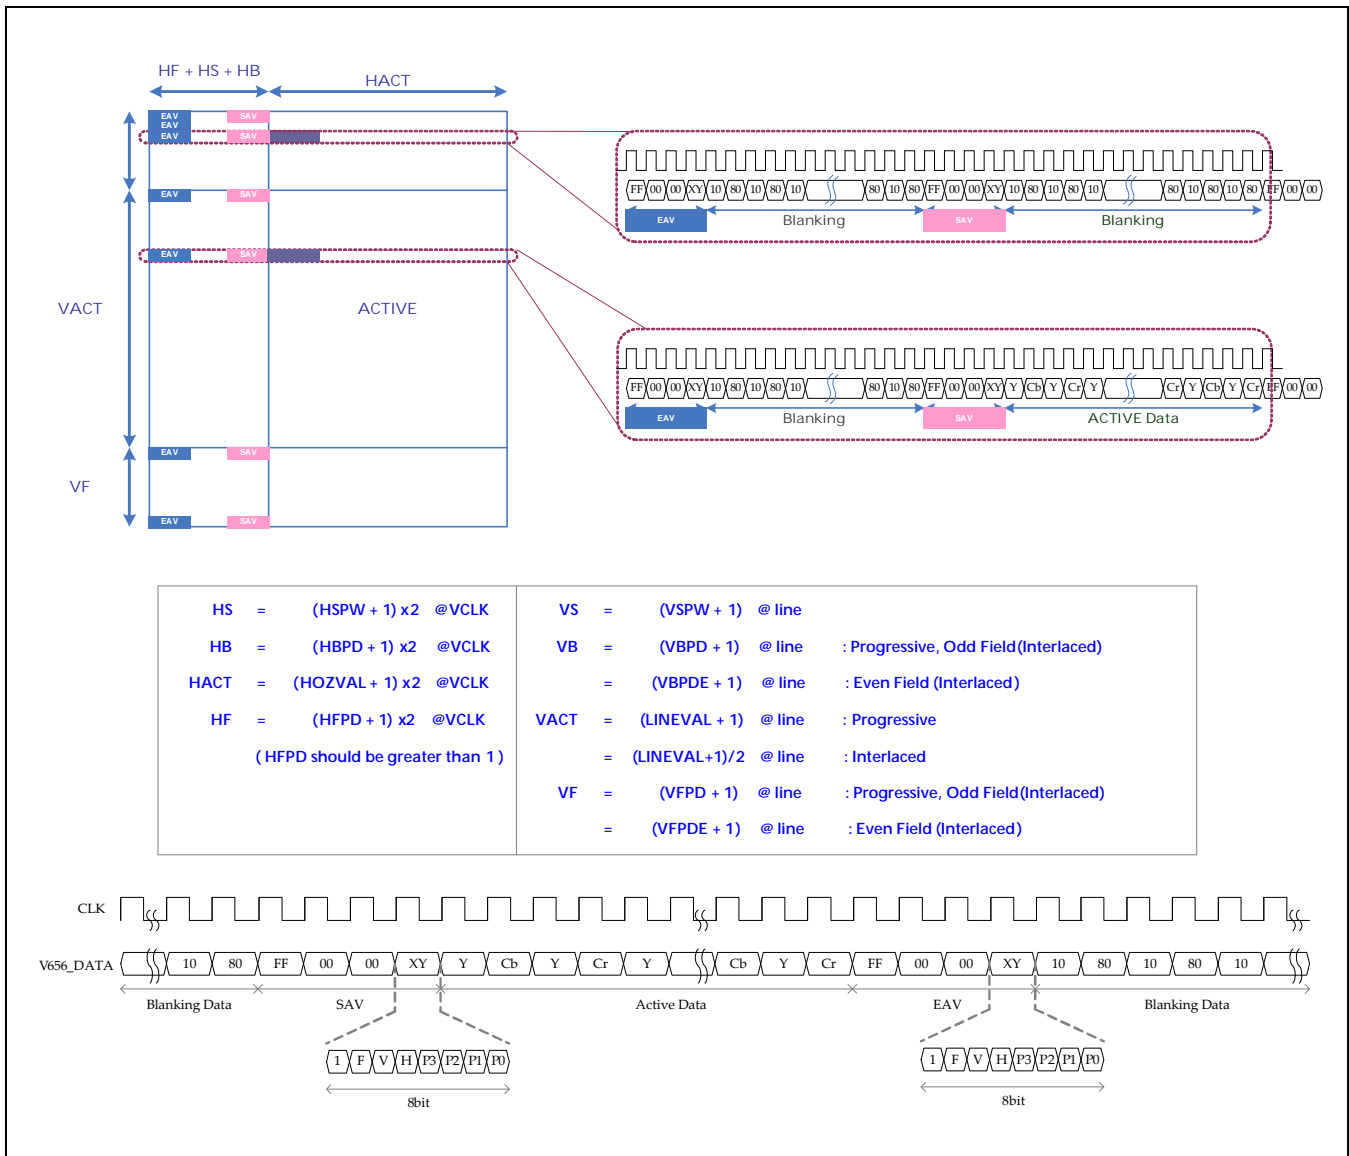 HF + HS + HB
HACT
EAV SAV
EAV
EAV SAV
EAV SAV
EAV SAV
VACT
ACTIVE
EAV SAV
VF
EAV SAV
FF 00 00 XY 10 80 10 80 10 80 10 80 FF 00 00 XY 10 80 10 80 10 80 10 80 10 80 FF 00 00
EAV Blanking SAV Blanking
FF 00 00 XY 10 80 10 80 10 80 10 80 FF 00 00 XY Y Cb Y Cr Y Cr Y Cb Y Cr FF 00 00
EAV Blanking SAV ACTIVE Data
HS = (HSPW + 1) x2 @VCLK VS = (VSPW + 1) @ line
HB = (HBPD + 1) x2 @VCLK VB = (VBPD + 1) @ line : Progressive, Odd Field(Interlaced)
HACT = (HOZVAL + 1) x2 @VCLK = (VBPDE + 1) @ line : Even Field (Interlaced)
HF = (HFPD + 1) x2 @VCLK VACT = (LINEVAL + 1) @ line : Progressive
( HFPD should be greater than 1 ) = (LINEVAL+1)/2 @ line : Interlaced
VF = (VFPD + 1) @ line : Progressive, Odd Field(Interlaced)
= (VFPDE + 1) @ line : Even Field (Interlaced)
CLK
V656_DATA 10 80 FF 00 00 XY Y Cb Y Cr Y Cb Y Cr FF 00 00 XY 10 80 10 80 10
Blanking Data SAV Active Data EAV Blanking Data
1 F V H P3 P2 P1 P0 1 F V H P3 P2 P1 P0
8bit 8bit